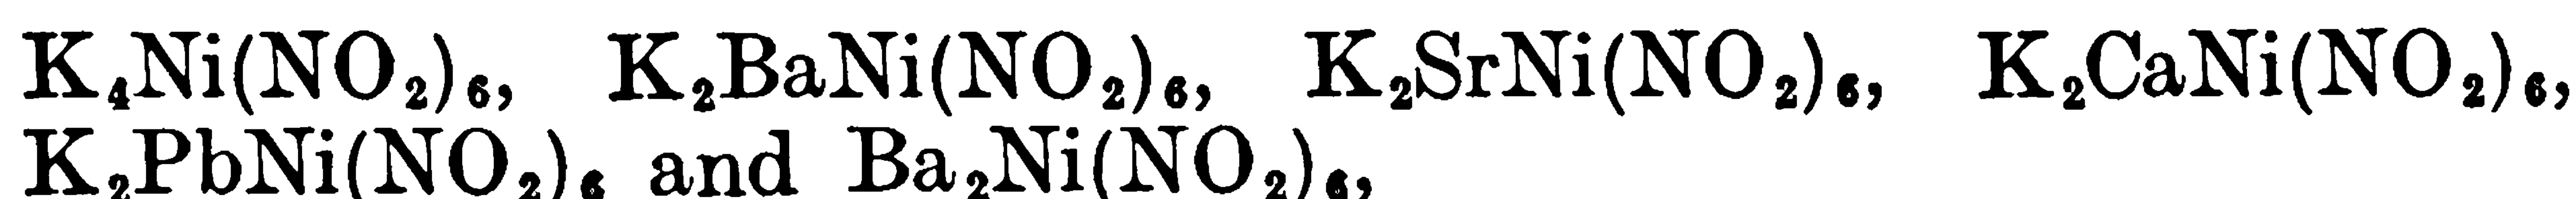 K₄Ni(NO₂)₆, K₂BaNi(NO₂)₆, K₂SrNi(NO₂)₆, K₂CaNi(NO₂)₆,
K₂PbNi(NO₂)₆ and Ba₂Ni(NO₂)₆,